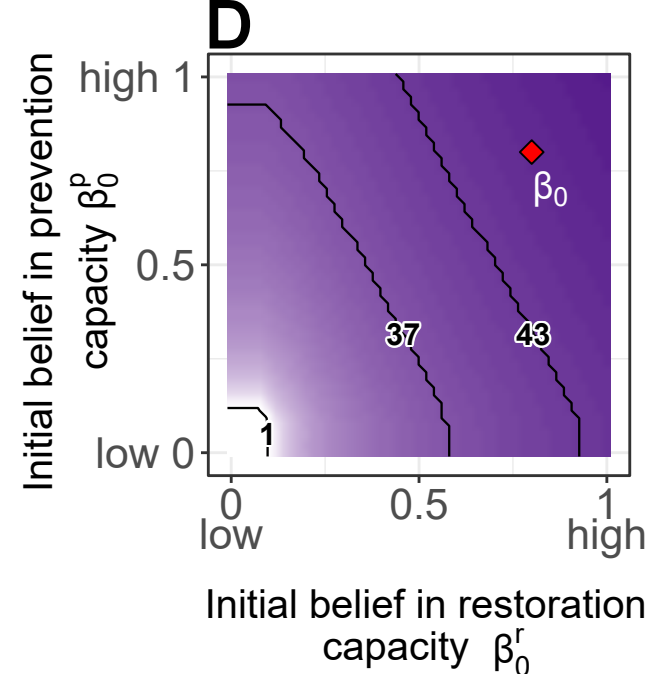 D
Initial belief in prevention
capacity β₀ᵖ
high 1
0.5
low 0
37
43
1
β₀
0
0.5
1
low
high
Initial belief in restoration
capacity β₀ʳ